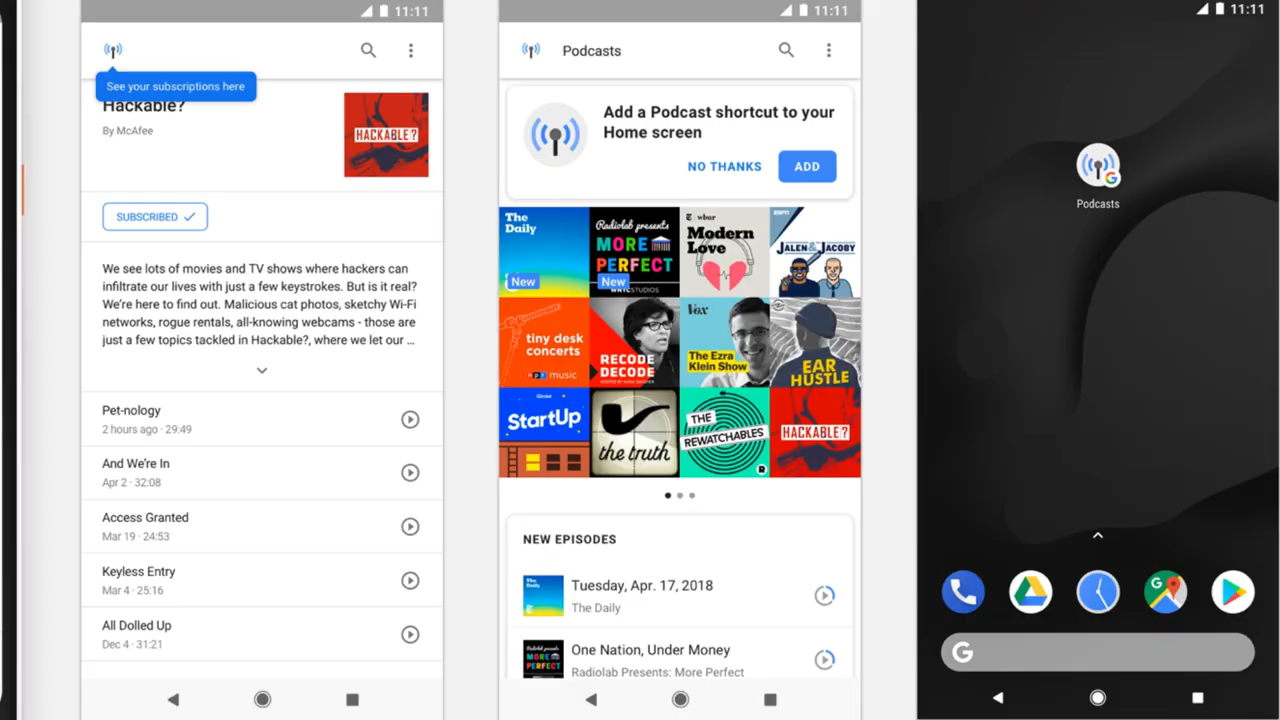 11:11
See your subscriptions here
Hackable?
By McAfee
HACKABLE?
SUBSCRIBED
We see lots of movies and TV shows where hackers can
infiltrate our lives with just a few keystrokes. But is it real?
We're here to find out. Malicious cat photos, sketchy Wi-Fi
networks, rogue rentals, all-knowing webcams - those are
just a few topics tackled in Hackable?, where we let our ...
Pet-nology
2 hours ago · 29:49
And We're In
Apr 2 · 32:08
Access Granted
Mar 19 · 24:53
Keyless Entry
Mar 4 · 25:16
All Dolled Up
Dec 4 · 31:21
11:11
Podcasts
Add a Podcast shortcut to your
Home screen
NO THANKS
ADD
The
Daily
New
Radiolab presents
MORE
PERFECT
New
STUDIOS
wbur
Modern
Love
ESPN
JALEN & JACOBY
tiny desk
concerts
npr music
RECODE
DECODE
Vox
The Ezra
Klein Show
EAR
HUSTLE
Gimlet
StartUp
the truth
THE
REWATCHABLES
HACKABLE?
NEW EPISODES
Tuesday, Apr. 17, 2018
The Daily
One Nation, Under Money
Radiolab Presents: More Perfect
11:11
Podcasts